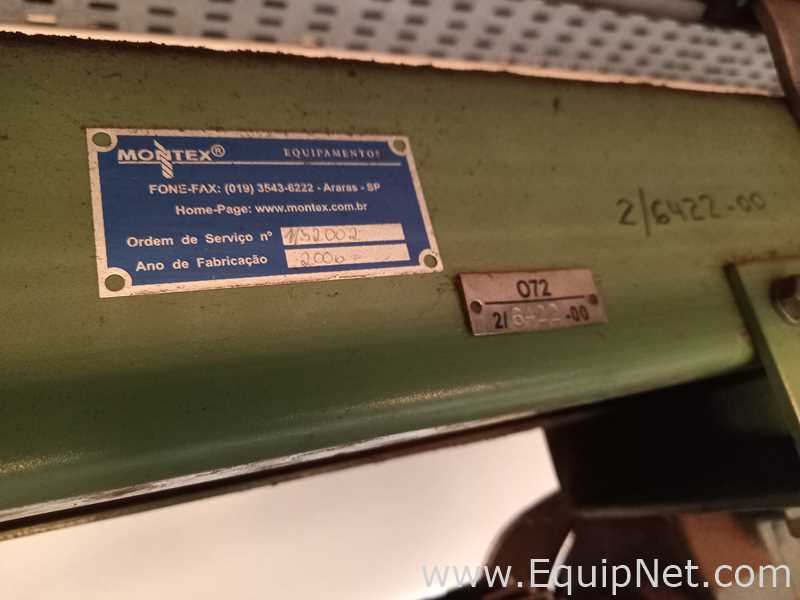 MONTEX® EQUIPAMENTOS
FONE-FAX: (019) 3543-6222 - Araras - SP
Home-Page: www.montex.com.br
Ordem de Serviço nº
Ano de Fabricação 2006
2/6422-00
072
2/6422-00
www.EquipNet.com